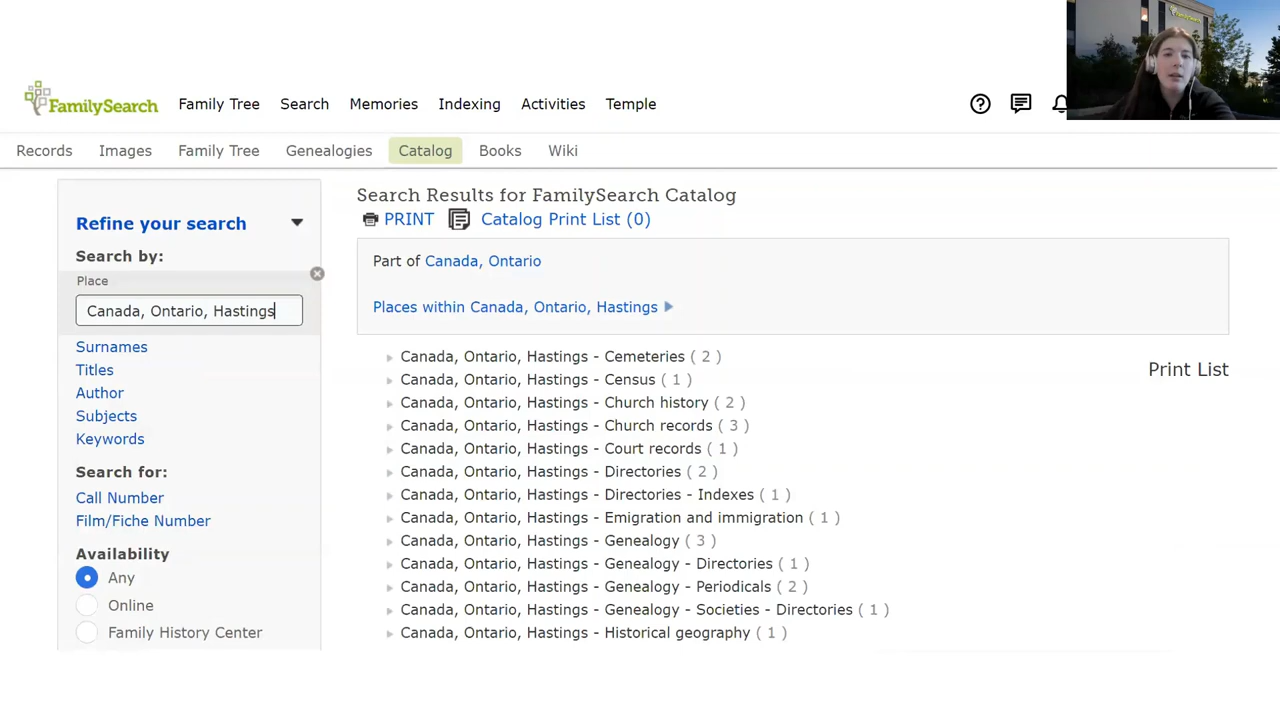 FamilySearch
FamilySearch Family Tree Search Memories Indexing Activities Temple
Records Images Family Tree Genealogies Catalog Books Wiki
Refine your search
Search by:
Place
Canada, Ontario, Hastings
Surnames
Titles
Author
Subjects
Keywords
Search for:
Call Number
Film/Fiche Number
Availability
Any
Online
Family History Center
Search Results for FamilySearch Catalog
PRINT Catalog Print List (0)
Part of Canada, Ontario
Places within Canada, Ontario, Hastings
Canada, Ontario, Hastings - Cemeteries ( 2 )
Canada, Ontario, Hastings - Census ( 1 )
Canada, Ontario, Hastings - Church history ( 2 )
Canada, Ontario, Hastings - Church records ( 3 )
Canada, Ontario, Hastings - Court records ( 1 )
Canada, Ontario, Hastings - Directories ( 2 )
Canada, Ontario, Hastings - Directories - Indexes ( 1 )
Canada, Ontario, Hastings - Emigration and immigration ( 1 )
Canada, Ontario, Hastings - Genealogy ( 3 )
Canada, Ontario, Hastings - Genealogy - Directories ( 1 )
Canada, Ontario, Hastings - Genealogy - Periodicals ( 2 )
Canada, Ontario, Hastings - Genealogy - Societies - Directories ( 1 )
Canada, Ontario, Hastings - Historical geography ( 1 )
Print List